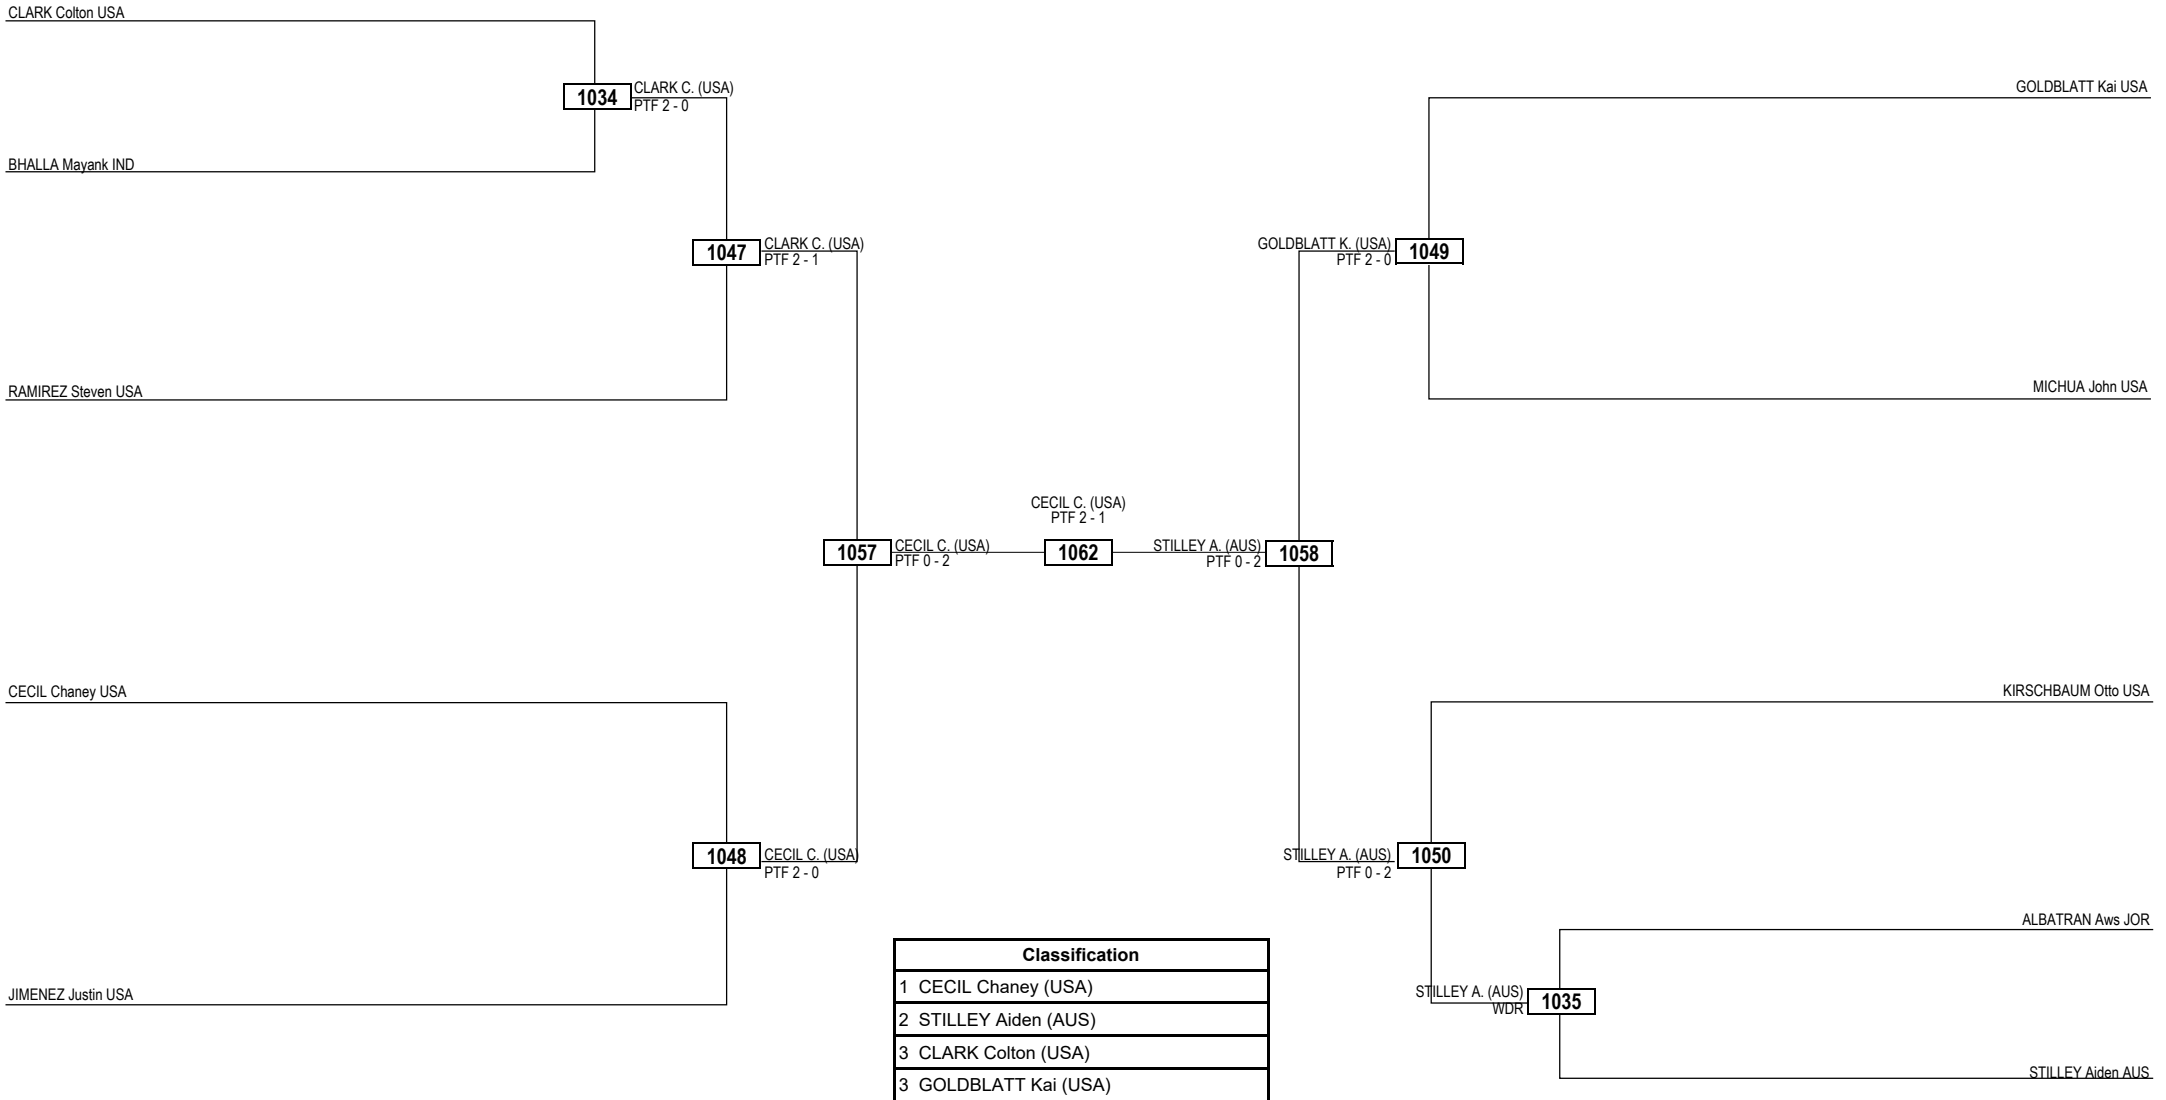 CLARK Colton USA
1034
CLARK C. (USA)
PTF 2 - 0
BHALLA Mayank IND
1047
CLARK C. (USA)
PTF 2 - 1
RAMIREZ Steven USA
CECIL Chaney USA
1048
CECIL C. (USA)
PTF 2 - 0
JIMENEZ Justin USA
1057
CECIL C. (USA)
PTF 0 - 2
CECIL C. (USA)
PTF 2 - 1
1062
STILLEY A. (AUS)
PTF 0 - 2
1058
GOLDBLATT Kai USA
GOLDBLATT K. (USA)
PTF 2 - 0
1049
MICHUA John USA
KIRSCHBAUM Otto USA
STILLEY A. (AUS)
PTF 0 - 2
1050
ALBATRAN Aws JOR
STILLEY A. (AUS)
WDR
1035
STILLEY Aiden AUS
Classification
1 CECIL Chaney (USA)
2 STILLEY Aiden (AUS)
3 CLARK Colton (USA)
3 GOLDBLATT Kai (USA)